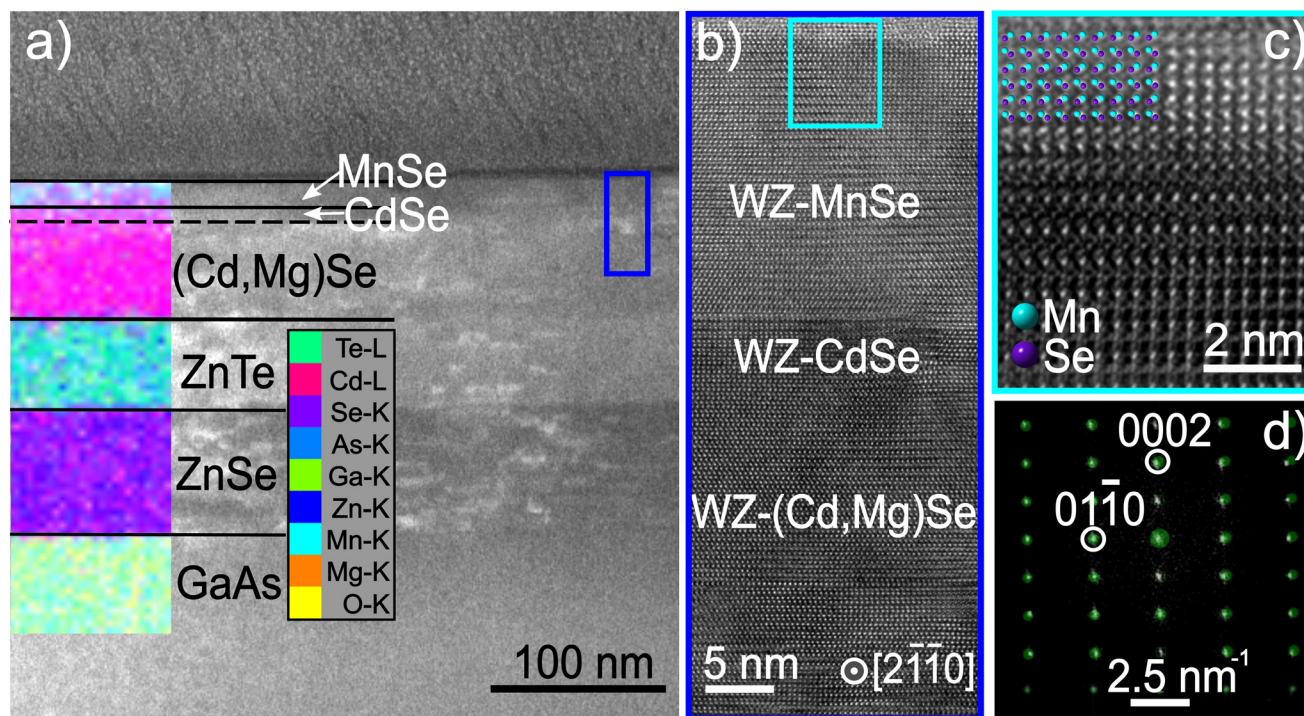 a)
MnSe
CdSe
(Cd,Mg)Se
ZnTe
ZnSe
GaAs
Te-L
Cd-L
Se-K
As-K
Ga-K
Zn-K
Mn-K
Mg-K
O-K
100 nm
b)
WZ-MnSe
WZ-CdSe
WZ-(Cd,Mg)Se
5 nm
[21̅1̅0]
c)
Mn
Se
2 nm
d)
0002
011̅0
2.5 nm⁻¹